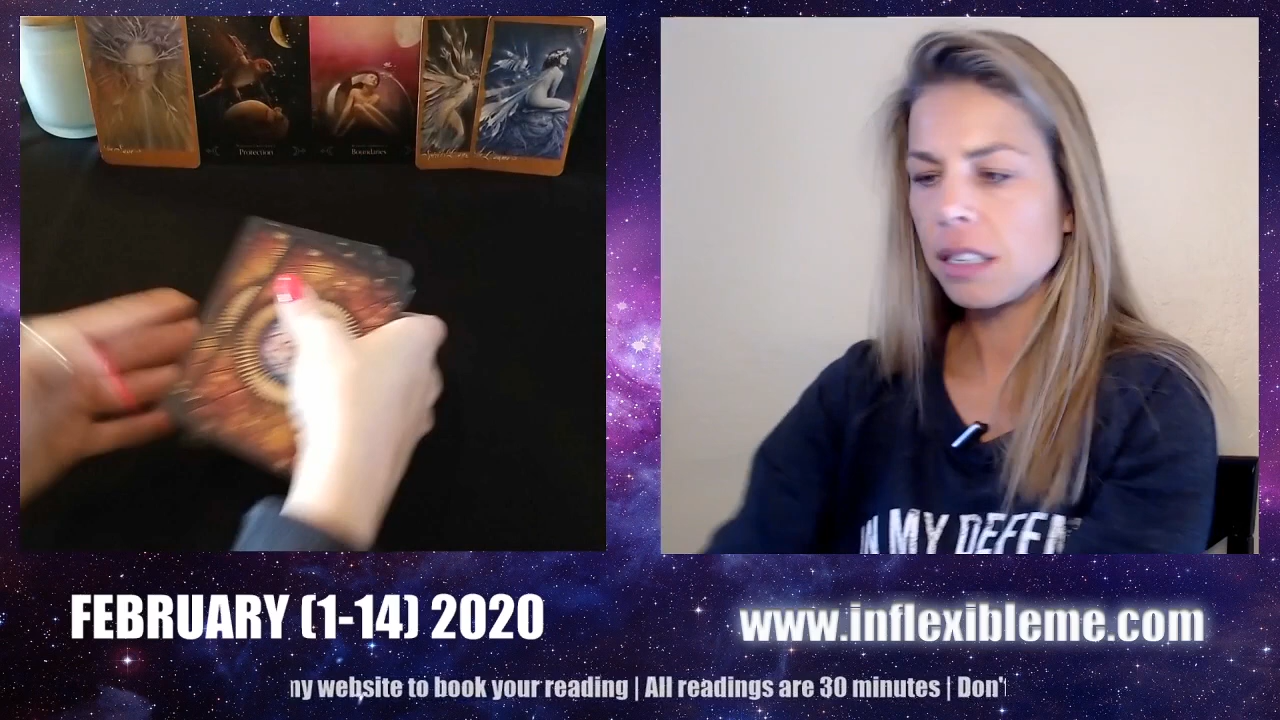 Protection
Boundaries
IN MY DEFEN
FEBRUARY (1-14) 2020
www.inflexibleme.com
my website to book your reading | All readings are 30 minutes | Don'